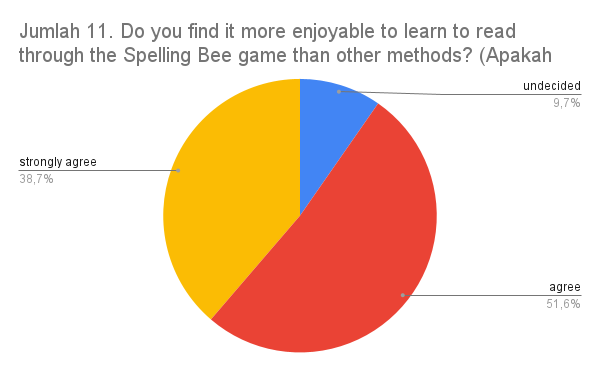 Jumlah 11. Do you find it more enjoyable to learn to read
through the Spelling Bee game than other methods? (Apakah
undecided
9,7%
strongly agree
38,7%
agree
51,6%